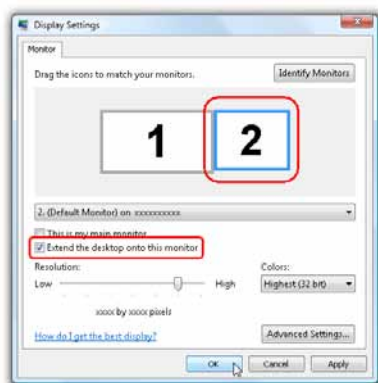 Display Settings
Monitor
Drag the icons to match your monitors.
Identify Monitors
1
2
2. (Default Monitor) on xxxxxxxxxx
This is my main monitor
Extend the desktop onto this monitor
Resolution:
Low
High
xxxx by xxxx pixels
Colors:
Highest (32 bit)
How do I get the best display?
Advanced Settings...
OK
Cancel
Apply